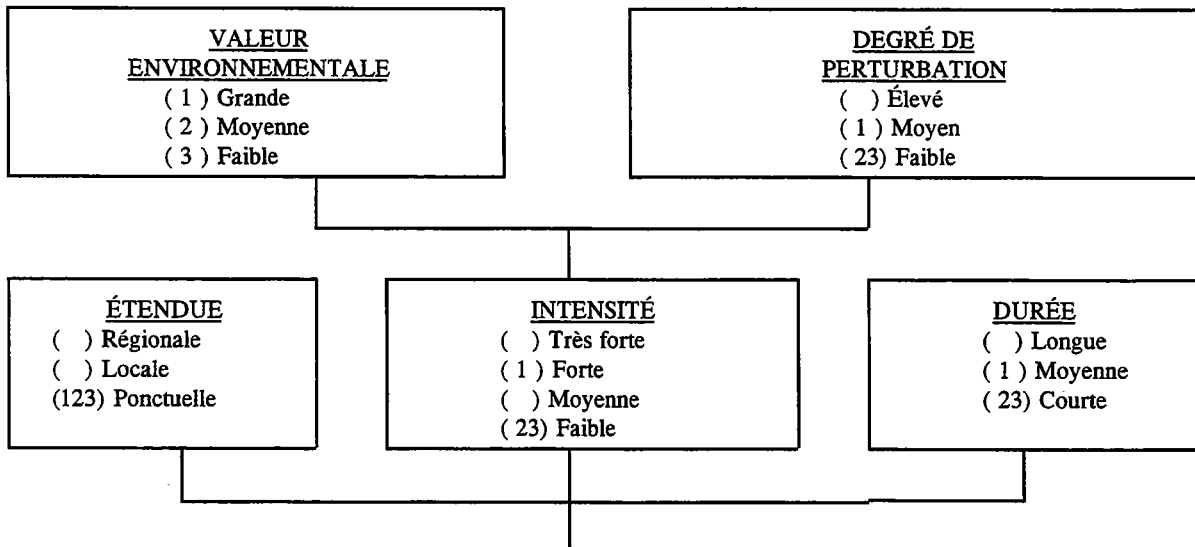 VALEUR
ENVIRONNEMENTALE
( 1 ) Grande
( 2 ) Moyenne
( 3 ) Faible
DEGRÉ DE
PERTURBATION
( ) Élevé
( 1 ) Moyen
( 23) Faible
ÉTENDUE
( ) Régionale
( ) Locale
(123) Ponctuelle
INTENSITÉ
( ) Très forte
( 1 ) Forte
( ) Moyenne
( 23) Faible
DURÉE
( ) Longue
( 1 ) Moyenne
( 23) Courte